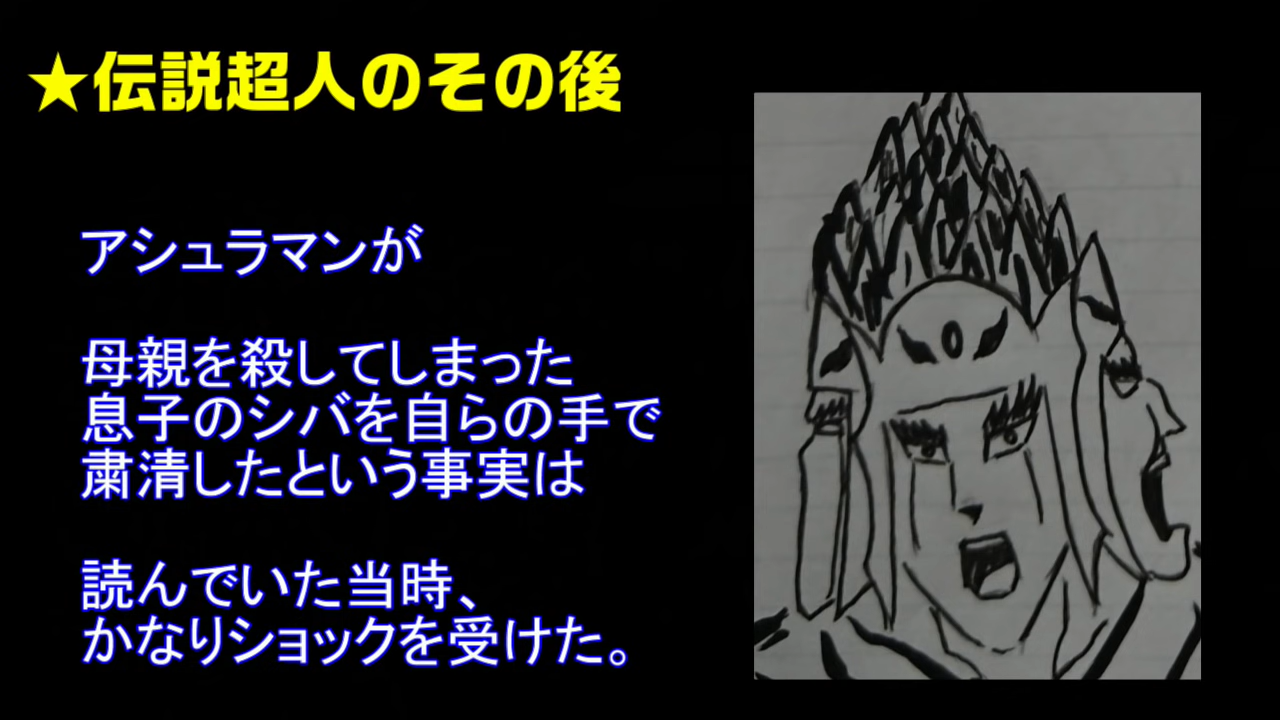 ★伝説超人のその後
アシュラマンが
母親を殺してしまった
息子のシバを自らの手で
粛清したという事実は
読んでいた当時、
かなりショックを受けた。